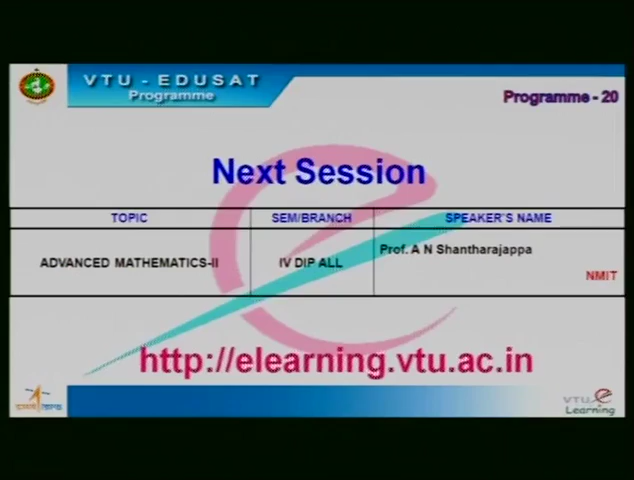 VTU - EDUSAT
Programme
Programme - 20
Next Session
TOPIC SEM/BRANCH SPEAKER'S NAME
ADVANCED MATHEMATICS-II IV DIP ALL Prof. A N Shantharajappa
NMIT
http://elearning.vtu.ac.in
VTU e
Learning